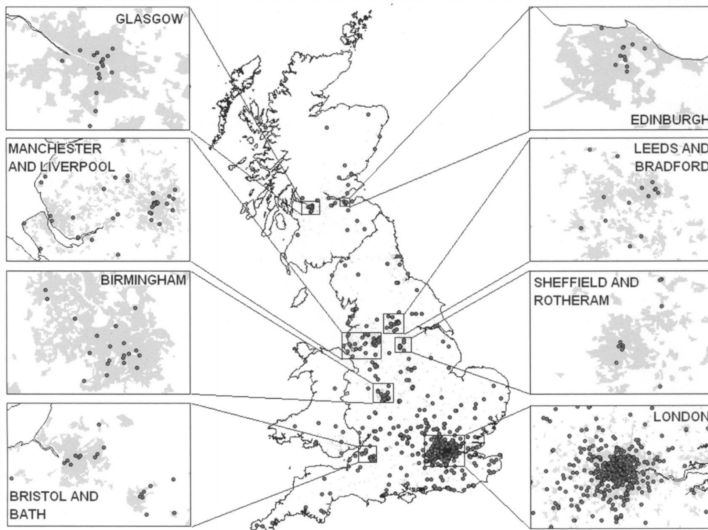 GLASGOW
EDINBURGH
MANCHESTER
AND LIVERPOOL
LEEDS AND
BRADFORD
BIRMINGHAM
SHEFFIELD AND
ROTHERAM
BRISTOL AND
BATH
LONDON